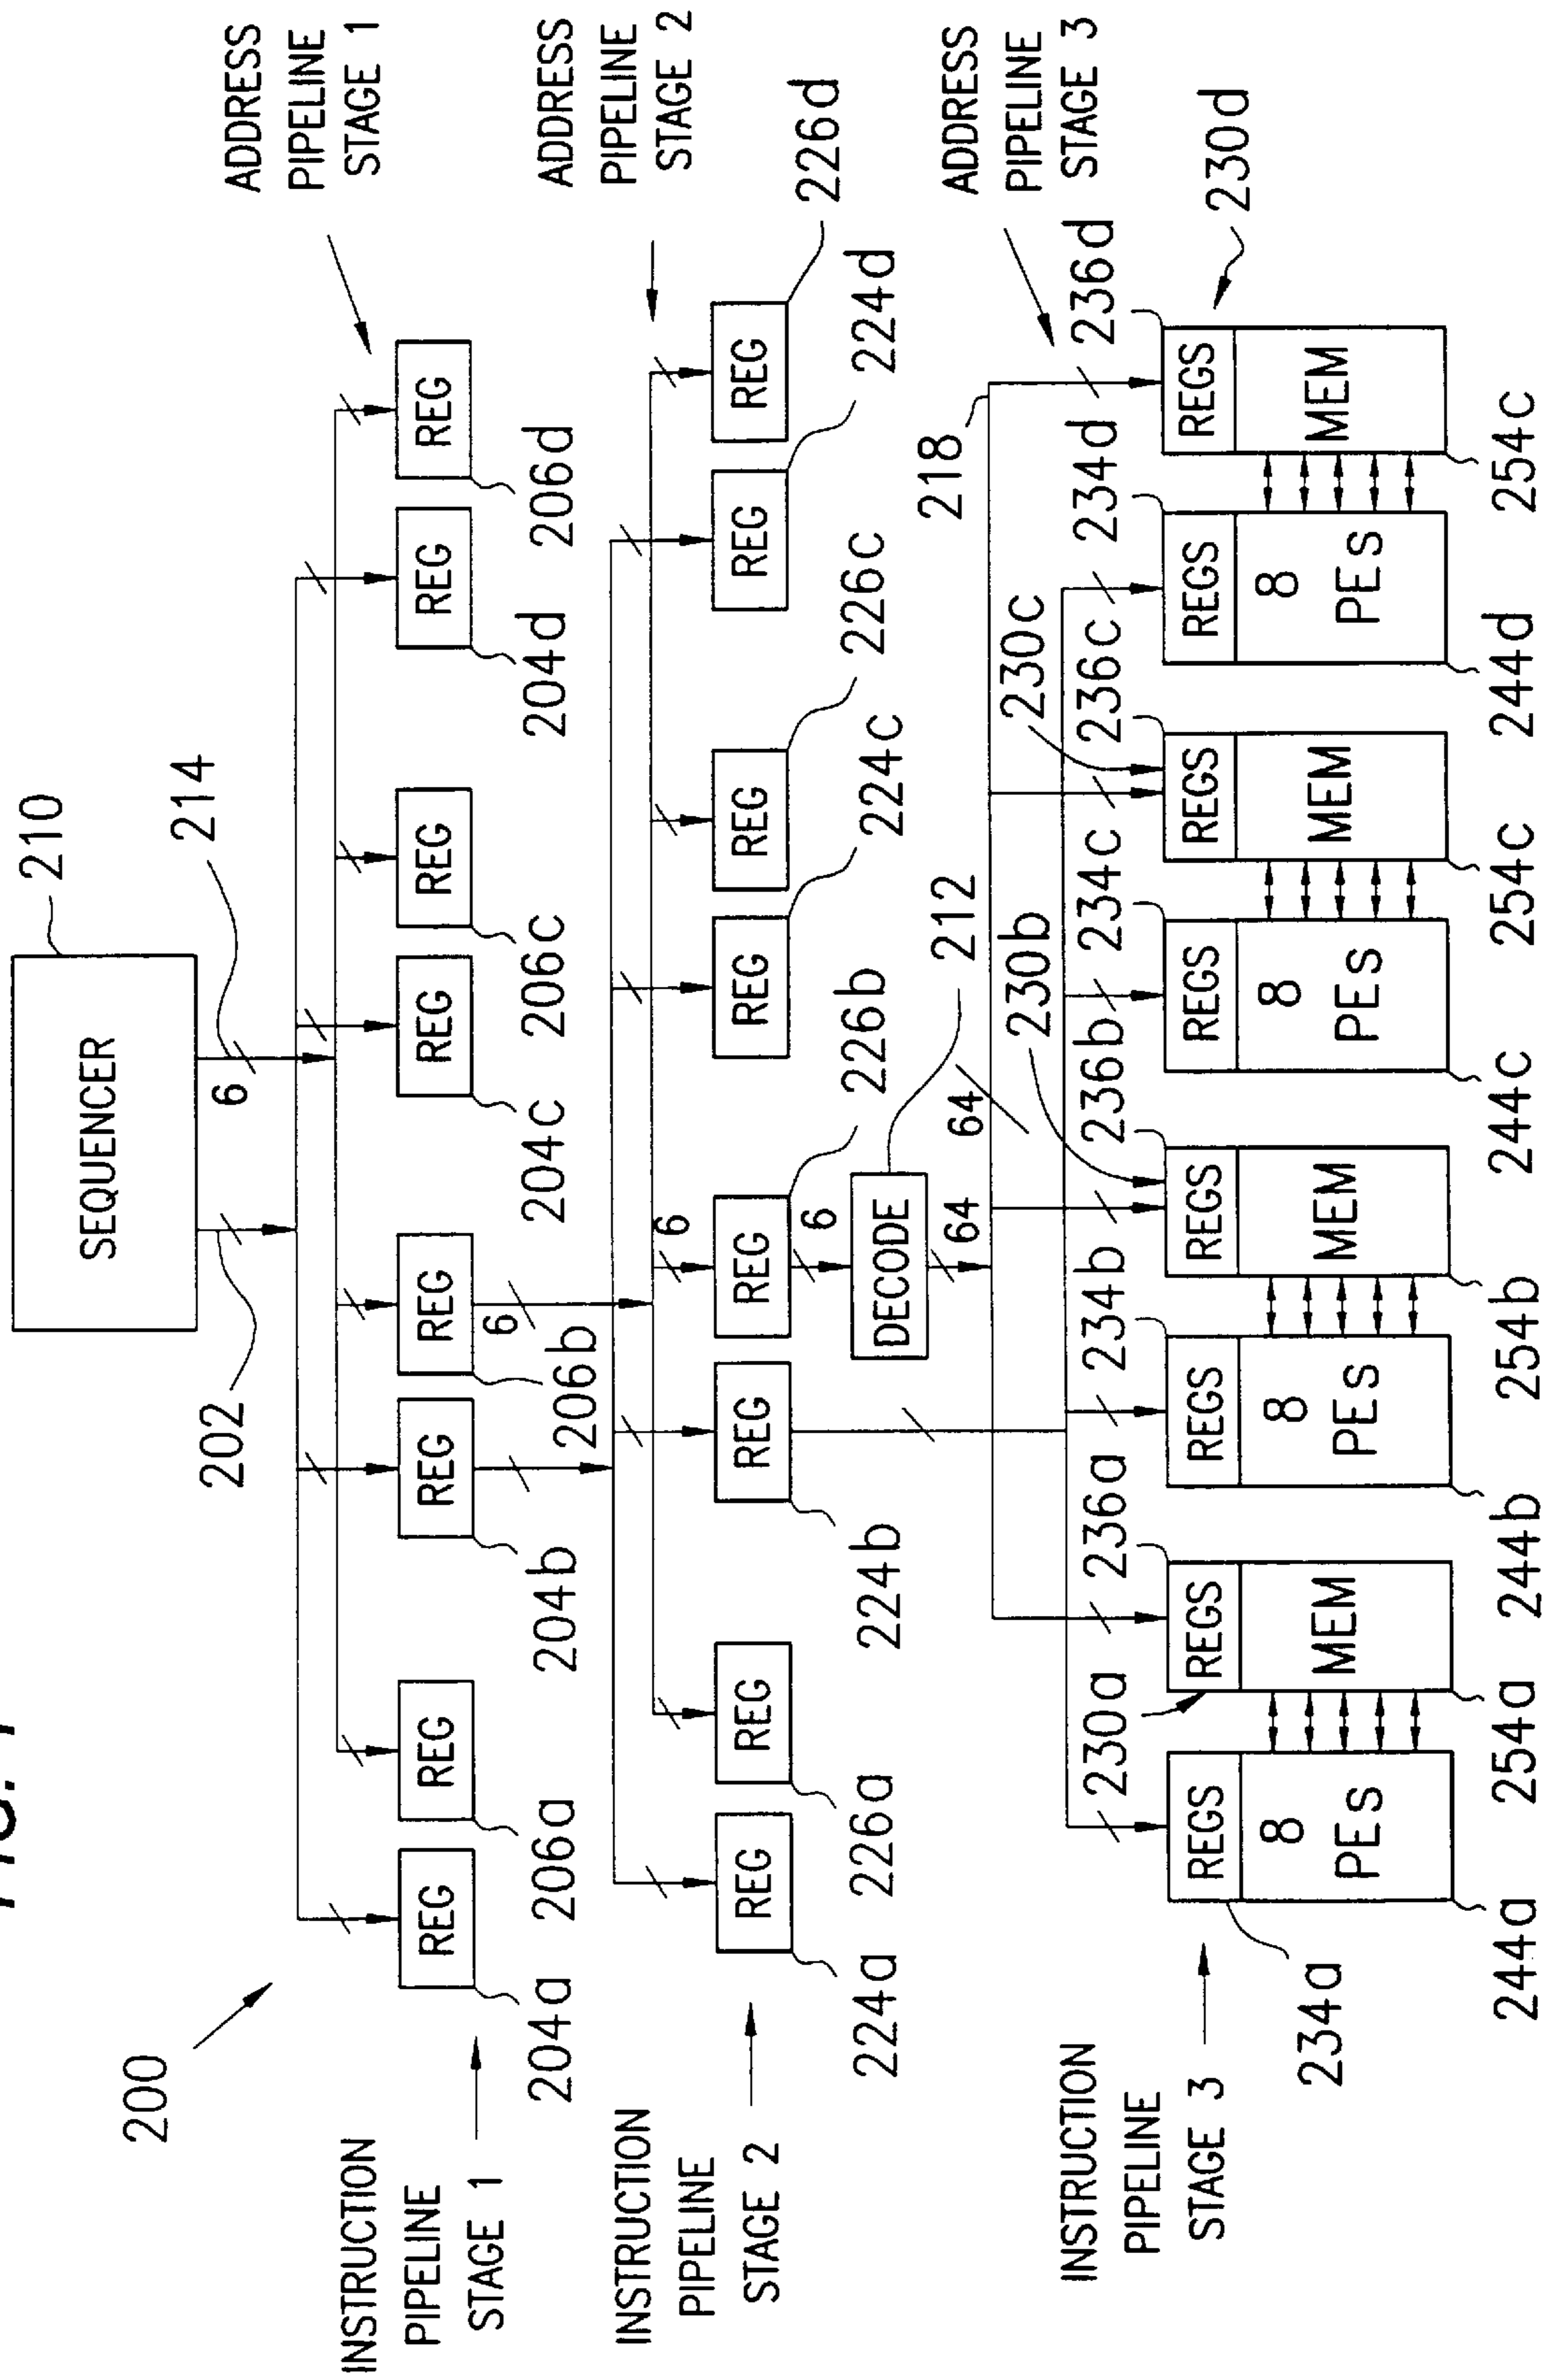 200
SEQUENCER
210
202
6
214
INSTRUCTION
PIPELINE
STAGE 1
ADDRESS
PIPELINE
STAGE 1
REG
REG
REG
REG
REG
REG
REG
REG
204a
206a
204b
206b
204c
206c
204d
206d
6
INSTRUCTION
PIPELINE
STAGE 2
ADDRESS
PIPELINE
STAGE 2
6
REG
REG
REG
REG
REG
REG
REG
REG
224a
226a
224b
226b
224c
226c
224d
226d
6
DECODE
212
64
64
218
INSTRUCTION
PIPELINE
STAGE 3
ADDRESS
PIPELINE
STAGE 3
230a
236a
234b
236b
230b
234c
236c
230c
234d
236d
230d
REGS
REGS
REGS
REGS
REGS
REGS
REGS
REGS
8
PEs
MEM
8
PEs
MEM
8
PEs
MEM
8
PEs
MEM
234a
244a
254a
244b
254b
244c
254c
244d
254c